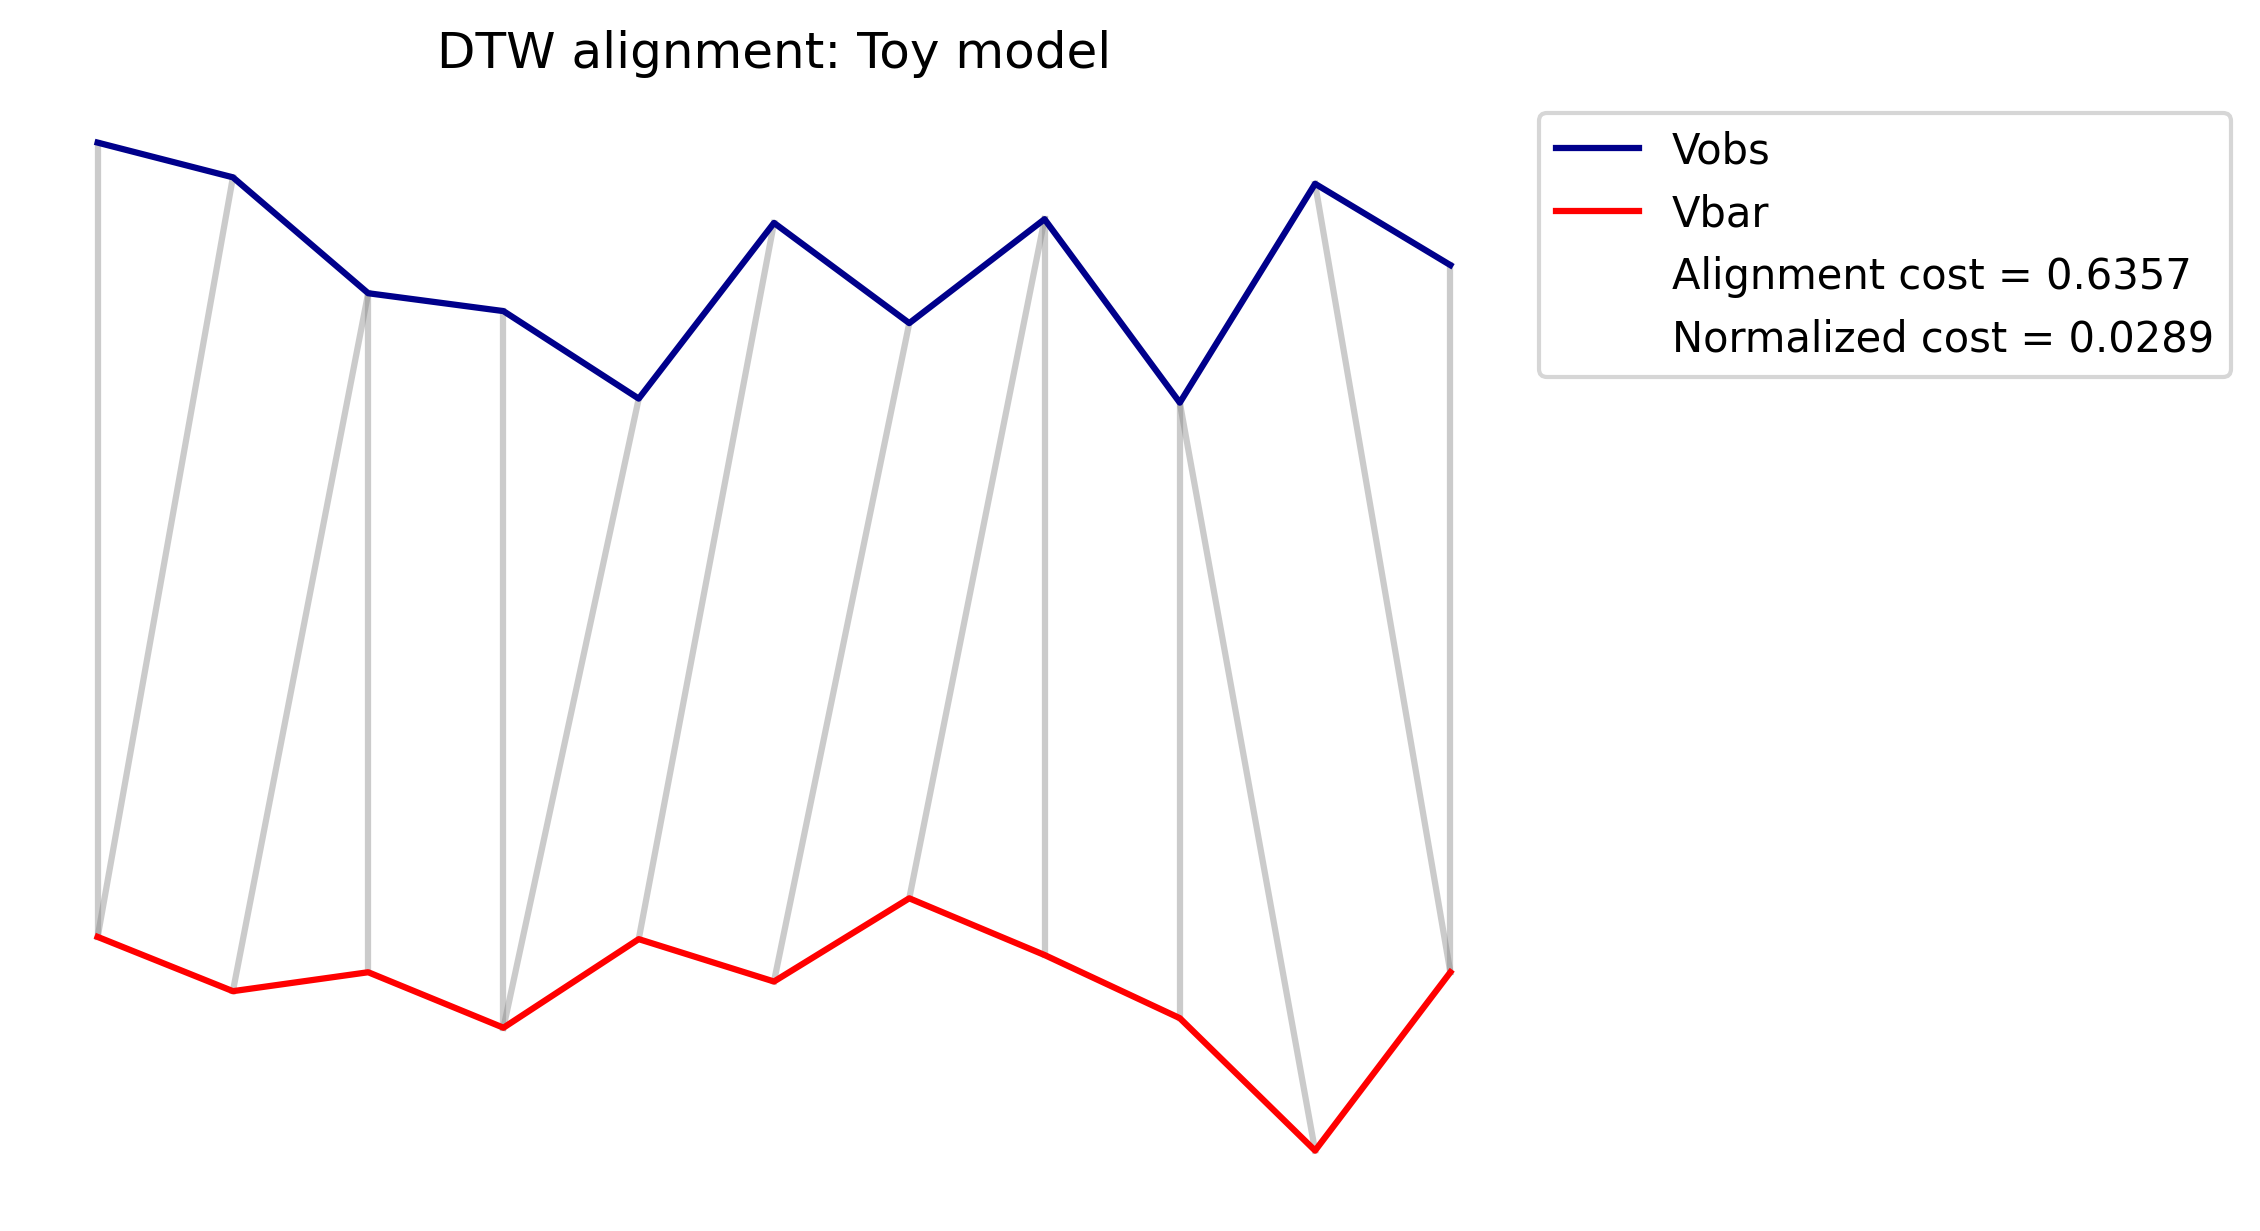 DTW alignment: Toy model
Vobs
Vbar
Alignment cost = 0.6357
Normalized cost = 0.0289